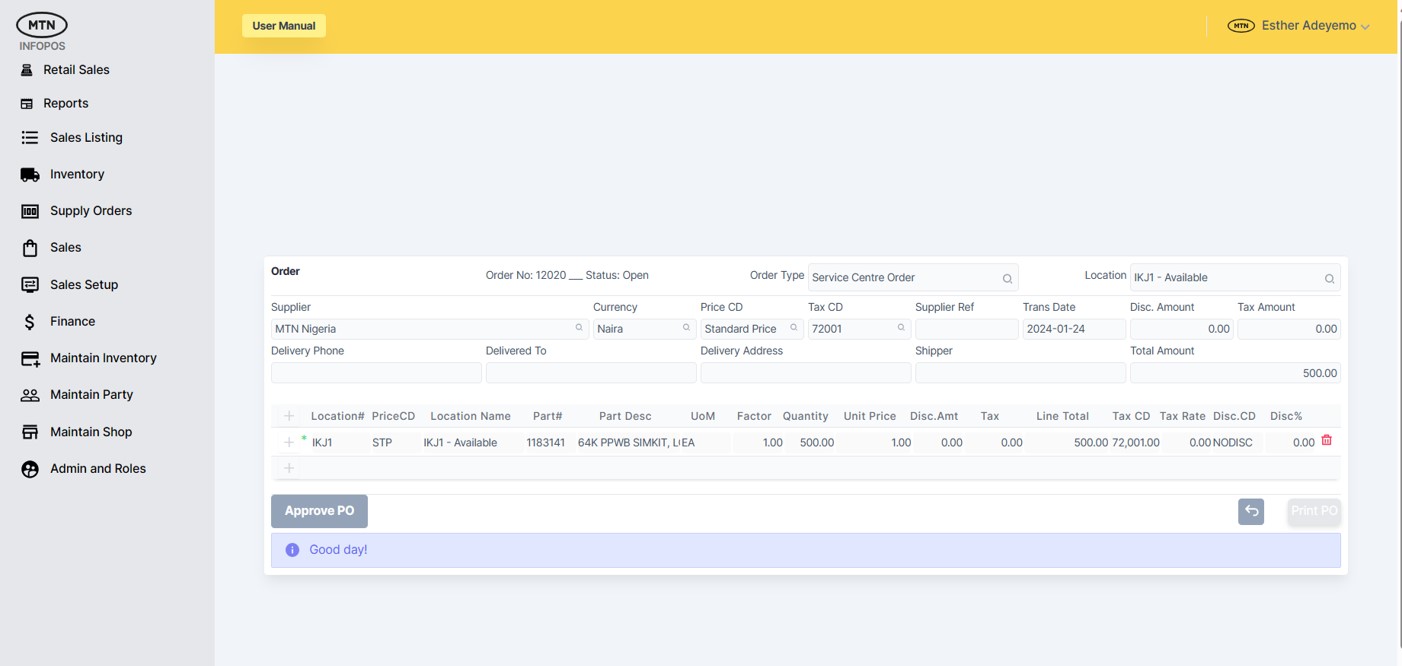 MTN
INFOPOS
Retail Sales
Reports
Sales Listing
Inventory
Supply Orders
Sales
Sales Setup
Finance
Maintain Inventory
Maintain Party
Maintain Shop
Admin and Roles
User Manual
MTN Esther Adeyemo
Order Order No: 12020 __ Status: Open Order Type Service Centre Order Location IKJ1 - Available
Supplier Currency Price CD Tax CD Supplier Ref Trans Date Disc. Amount Tax Amount
MTN Nigeria Naira Standard Price 72001 2024-01-24 0.00 0.00
Delivery Phone Delivered To Delivery Address Shipper Total Amount
500.00
Location# PriceCD Location Name Part# Part Desc UoM Factor Quantity Unit Price Disc.Amt Tax Line Total Tax CD Tax Rate Disc.CD Disc%
* IKJ1 STP IKJ1 - Available 1183141 64K PPWB SIMKIT, EA 1.00 500.00 1.00 0.00 0.00 500.00 72,001.00 0.00 NODISC 0.00
Approve PO Print PO
Good day!